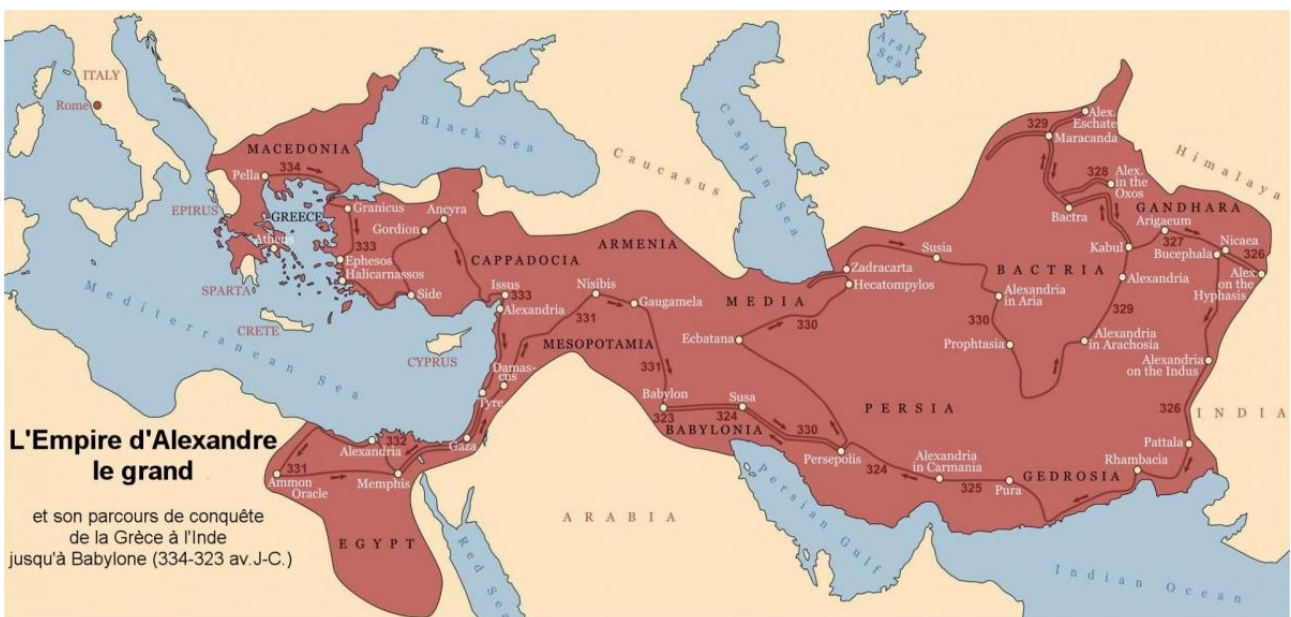 ITALY
Rome
Black Sea
Aral
Sea
Caspian Sea
Caucasus
Himalaya
MACEDONIA
Pella
334
EPIRUS
GREECE
Athens
SPARTA
CRETE
Mediterranean Sea
Granicus
333
Ephesos
Halicarnassos
Side
Gordion
Ancyra
CAPPADOCIA
ARMENIA
Issus
333
Alexandria
CYPRUS
Nisibis
331
Gaugamela
MESOPOTAMIA
Damas-
cus
Tyre
Gaza
332
Alexandria
331
Ammon
Oracle
Memphis
EGYPT
Red Sea
ARABIA
331
Babylon
323
Susa
324
BABYLONIA
330
Persepolis
Persian Gulf
MEDIA
Ecbatana
330
Zadracarta
Hecatompylos
Susia
Alexandria
in Aria
330
Prophtasia
BACTRIA
PERSIA
329
Alex.
Eschate
Maracanda
328
Alex.
in the
Oxos
Bactra
GANDHARA
Arigaeum
327
Kabul
Nicaea
Bucephala
326
Alex.
on the
Hyphasis
Alexandria
329
Alexandria
in Arachosia
Alexandria
on the Indus
326
INDIA
Pattala
Rhambacia
GEDROSIA
Pura
325
Alexandria
in Carmania
324
Indian Ocean
L'Empire d'Alexandre
le grand
et son parcours de conquête
de la Grèce à l'Inde
jusqu'à Babylone (334-323 av.J-C.)